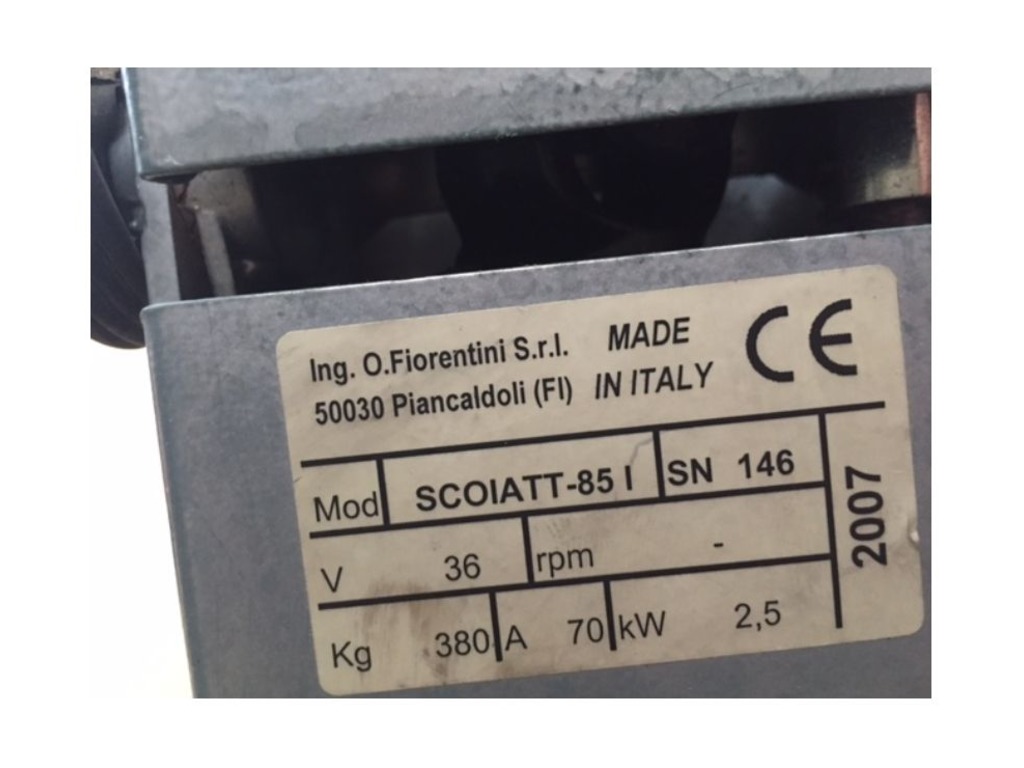 Ing. O.Fiorentini S.r.l. MADE
50030 Piancaldoli (FI) IN ITALY
CE
Mod SCOIATT-85 I SN 146
V 36 rpm -
Kg 380 A 70 kW 2,5
2007